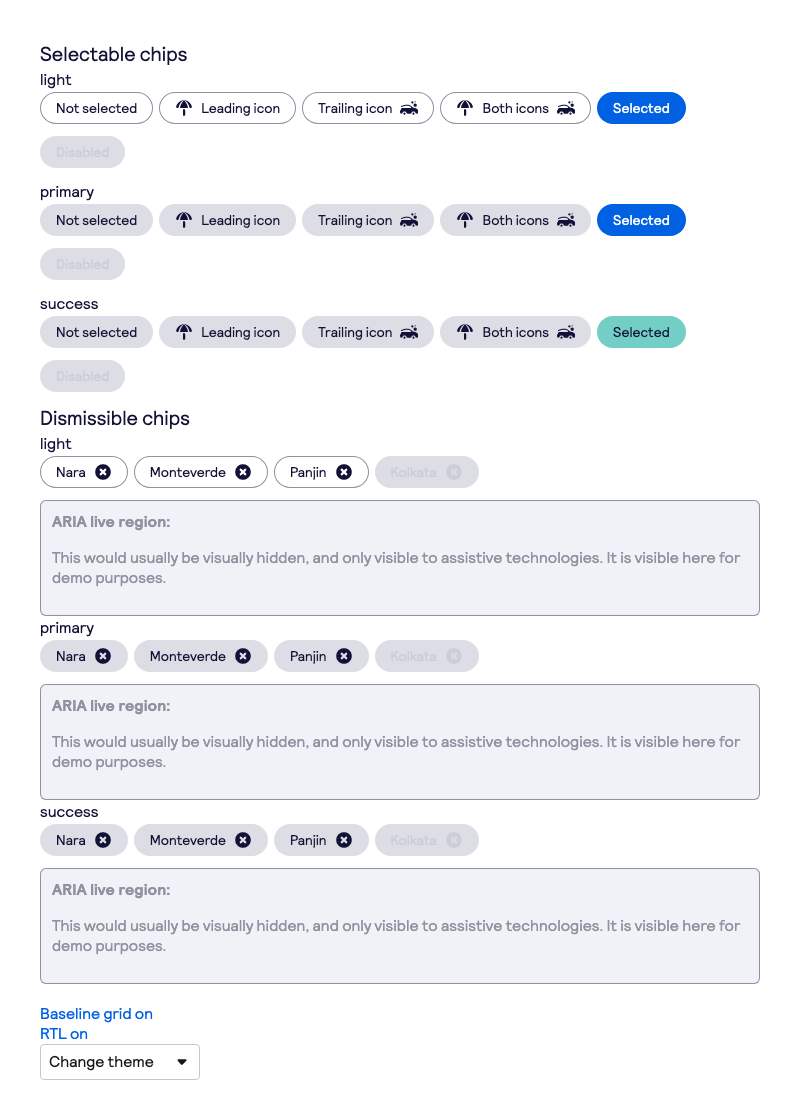 Selectable chips
light
Not selected Leading icon Trailing icon Both icons Selected
Disabled
primary
Not selected Leading icon Trailing icon Both icons Selected
Disabled
success
Not selected Leading icon Trailing icon Both icons Selected
Disabled
Dismissible chips
light
Nara Monteverde Panjin Kolkata
ARIA live region:
This would usually be visually hidden, and only visible to assistive technologies. It is visible here for
demo purposes.
primary
Nara Monteverde Panjin Kolkata
ARIA live region:
This would usually be visually hidden, and only visible to assistive technologies. It is visible here for
demo purposes.
success
Nara Monteverde Panjin Kolkata
ARIA live region:
This would usually be visually hidden, and only visible to assistive technologies. It is visible here for
demo purposes.
Baseline grid on
RTL on
Change theme